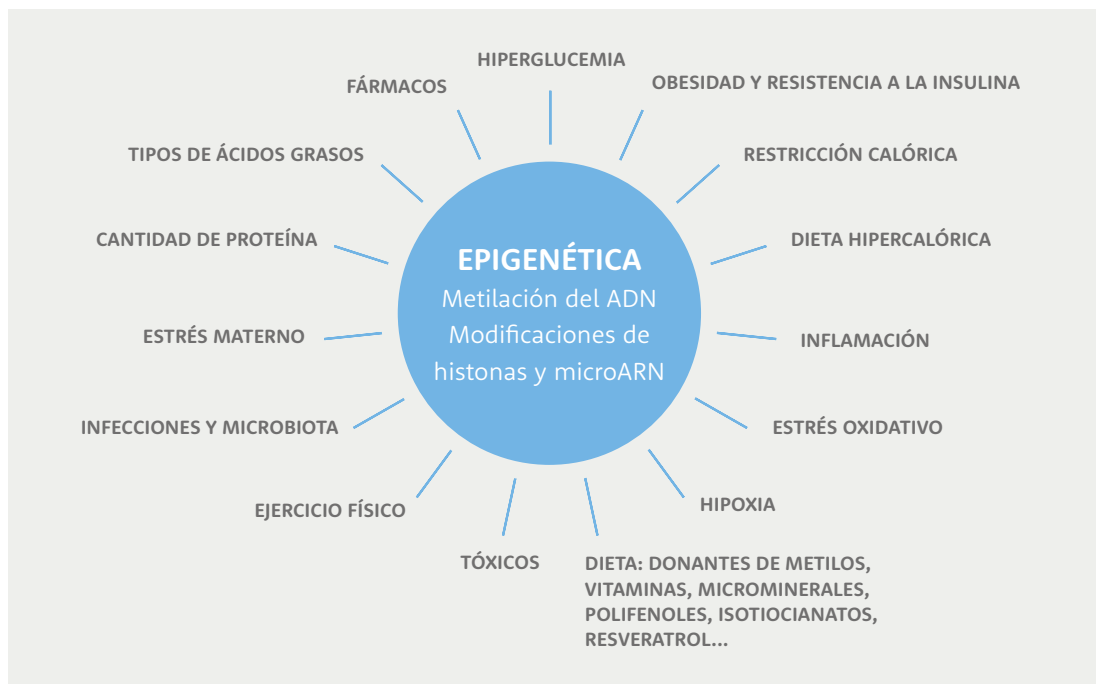 HIPERGLUCEMIA
OBESIDAD Y RESISTENCIA A LA INSULINA
RESTRICCIÓN CALÓRICA
DIETA HIPERCALÓRICA
INFLAMACIÓN
ESTRÉS OXIDATIVO
HIPOXIA
DIETA: DONANTES DE METILOS,
VITAMINAS, MICROMINERALES,
POLIFENOLES, ISOTIOCIANATOS,
RESVERATROL...
TÓXICOS
EJERCICIO FÍSICO
INFECCIONES Y MICROBIOTA
ESTRÉS MATERNO
CANTIDAD DE PROTEÍNA
TIPOS DE ÁCIDOS GRASOS
FÁRMACOS
EPIGENÉTICA
Metilación del ADN
Modificaciones de
histonas y microARN